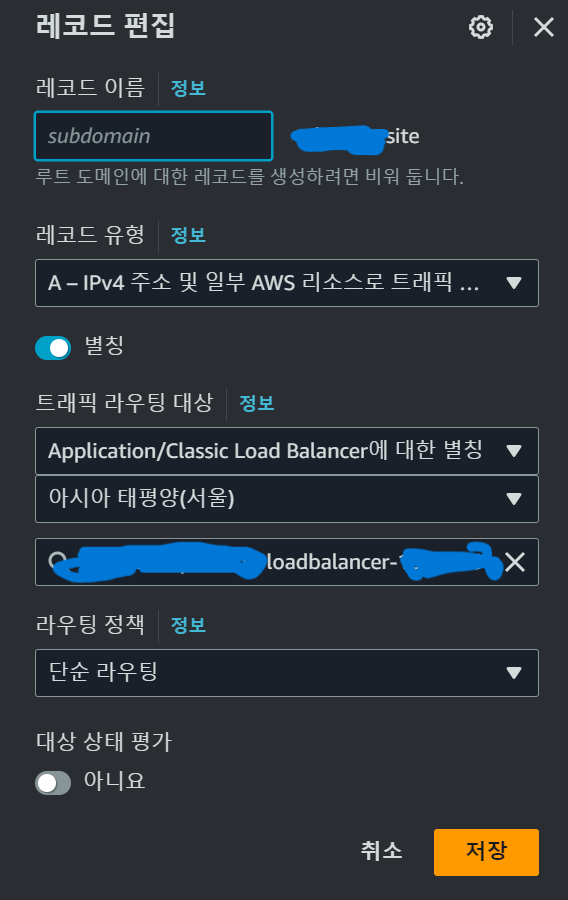 레코드 편집
레코드 이름 정보
subdomain site
루트 도메인에 대한 레코드를 생성하려면 비워 둡니다.
레코드 유형 정보
A – IPv4 주소 및 일부 AWS 리소스로 트래픽 ...
별칭
트래픽 라우팅 대상 정보
Application/Classic Load Balancer에 대한 별칭
아시아 태평양(서울)
loadbalancer-
라우팅 정책 정보
단순 라우팅
대상 상태 평가
아니요
취소 저장